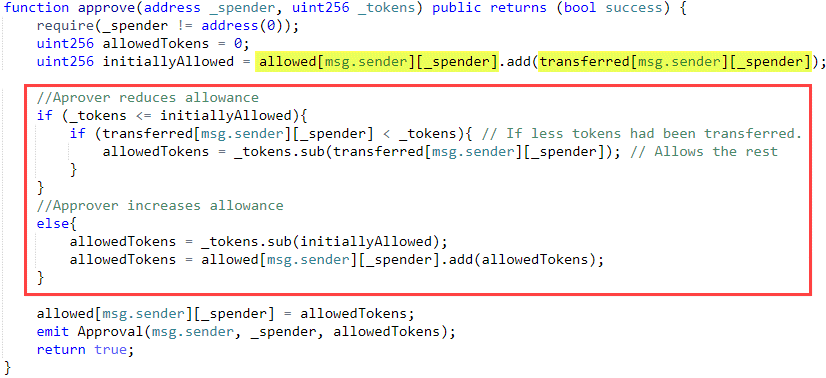 function approve(address _spender, uint256 _tokens) public returns (bool success) {
require(_spender != address(0));
uint256 allowedTokens = 0;
uint256 initiallyAllowed = allowed[msg.sender][_spender].add(transferred[msg.sender][_spender]);
//Aprover reduces allowance
if (_tokens <= initiallyAllowed){
if (transferred[msg.sender][_spender] < _tokens){ // If less tokens had been transferred.
allowedTokens = _tokens.sub(transferred[msg.sender][_spender]); // Allows the rest
}
}
//Approver increases allowance
else{
allowedTokens = _tokens.sub(initiallyAllowed);
allowedTokens = allowed[msg.sender][_spender].add(allowedTokens);
}
allowed[msg.sender][_spender] = allowedTokens;
emit Approval(msg.sender, _spender, allowedTokens);
return true;
}